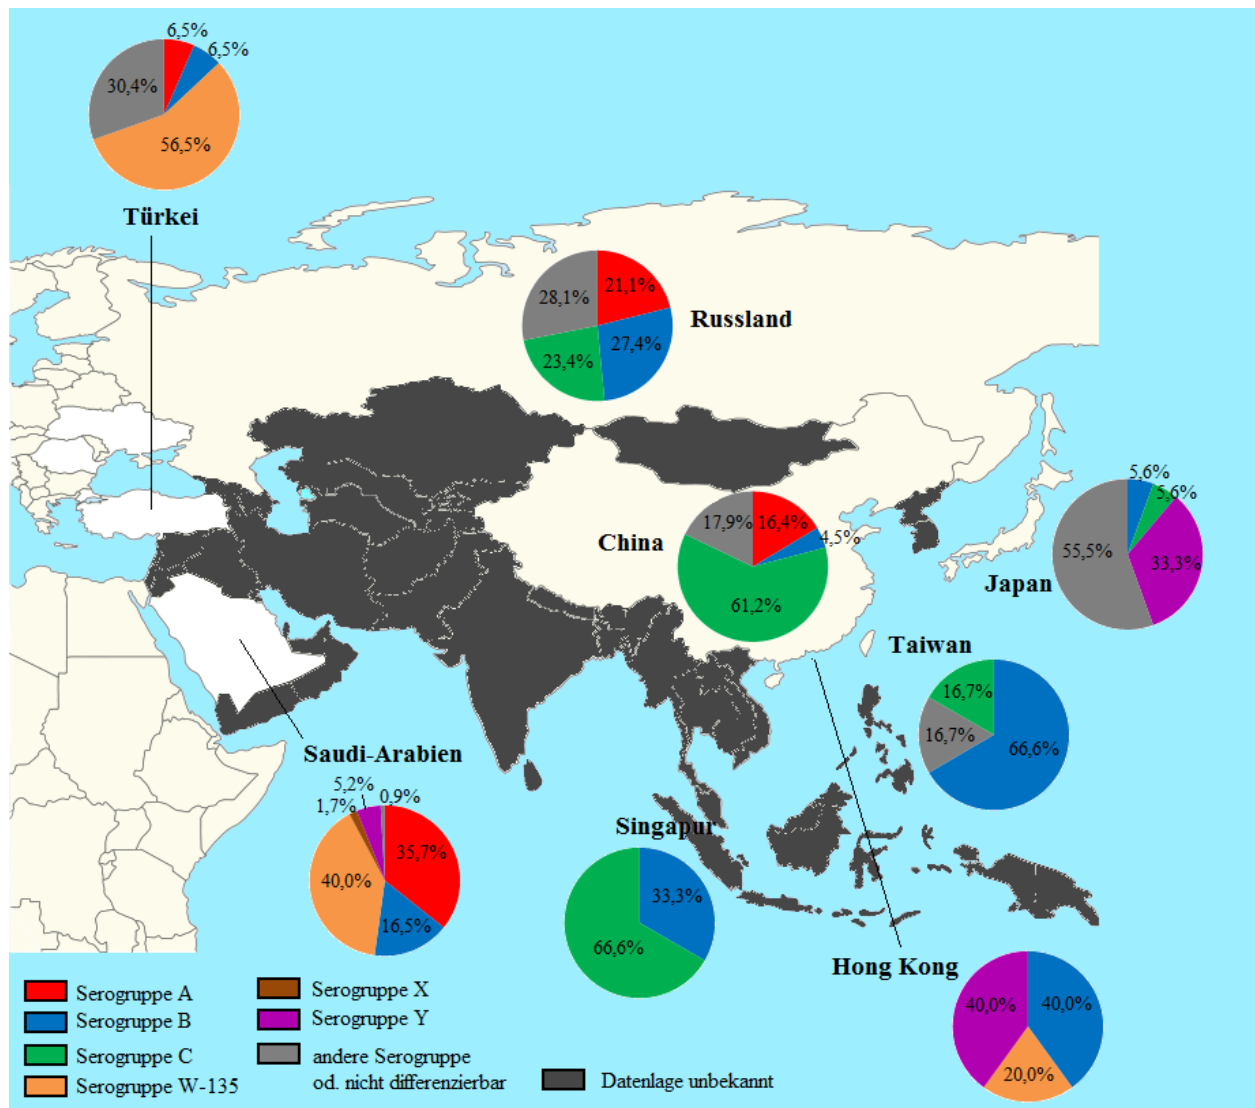 6,5%
6,5%
30,4%
56,5%
Türkei
21,1%
28,1%
27,4%
23,4%
Russland
5,6%
5,6%
55,5%
33,3%
Japan
17,9%
16,4%
4,5%
61,2%
China
Taiwan
16,7%
16,7%
66,6%
Saudi-Arabien
5,2%
0,9%
1,7%
35,7%
40,0%
16,5%
Singapur
33,3%
66,6%
Hong Kong
40,0%
40,0%
20,0%
Serogruppe A
Serogruppe B
Serogruppe C
Serogruppe W-135
Serogruppe X
Serogruppe Y
andere Serogruppe
od. nicht differenzierbar
Datenlage unbekannt